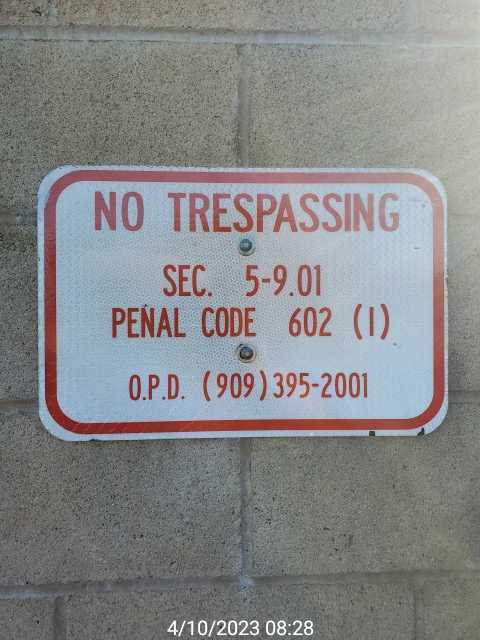 NO TRESPASSING
SEC. 5-9.01
PENAL CODE 602 (I)
O.P.D. (909) 395-2001
4/10/2023 08:28